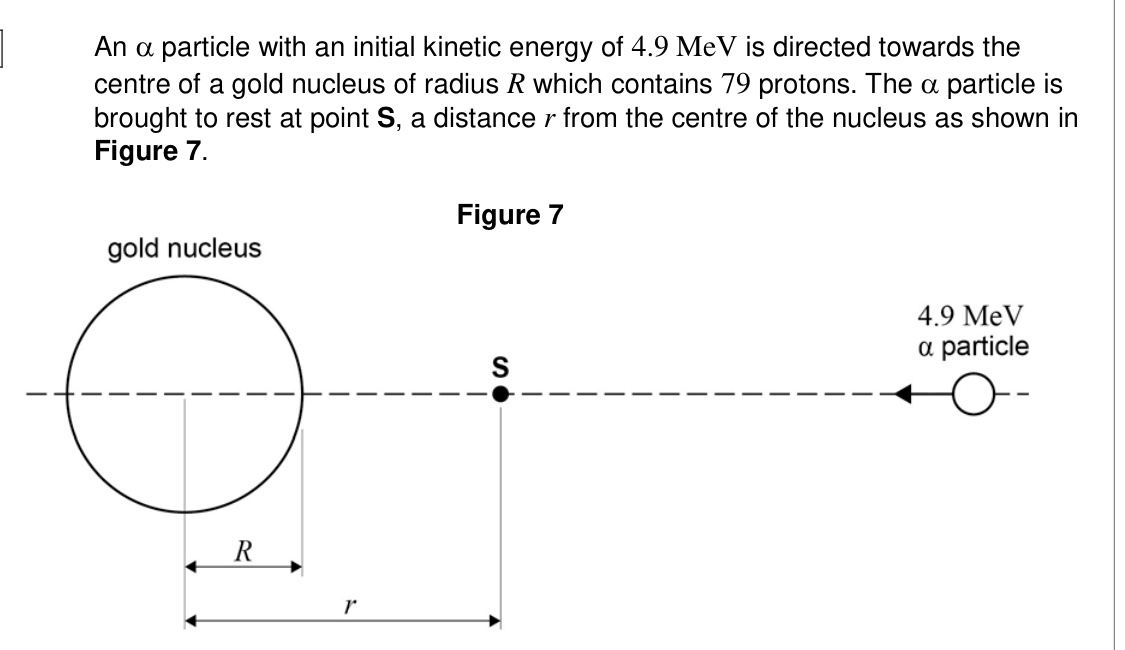 An α particle with an initial kinetic energy of 4.9 MeV is directed towards the
centre of a gold nucleus of radius R which contains 79 protons. The α particle is
brought to rest at point S, a distance r from the centre of the nucleus as shown in
Figure 7.
Figure 7
gold nucleus
4.9 MeV
α particle
S
R
r